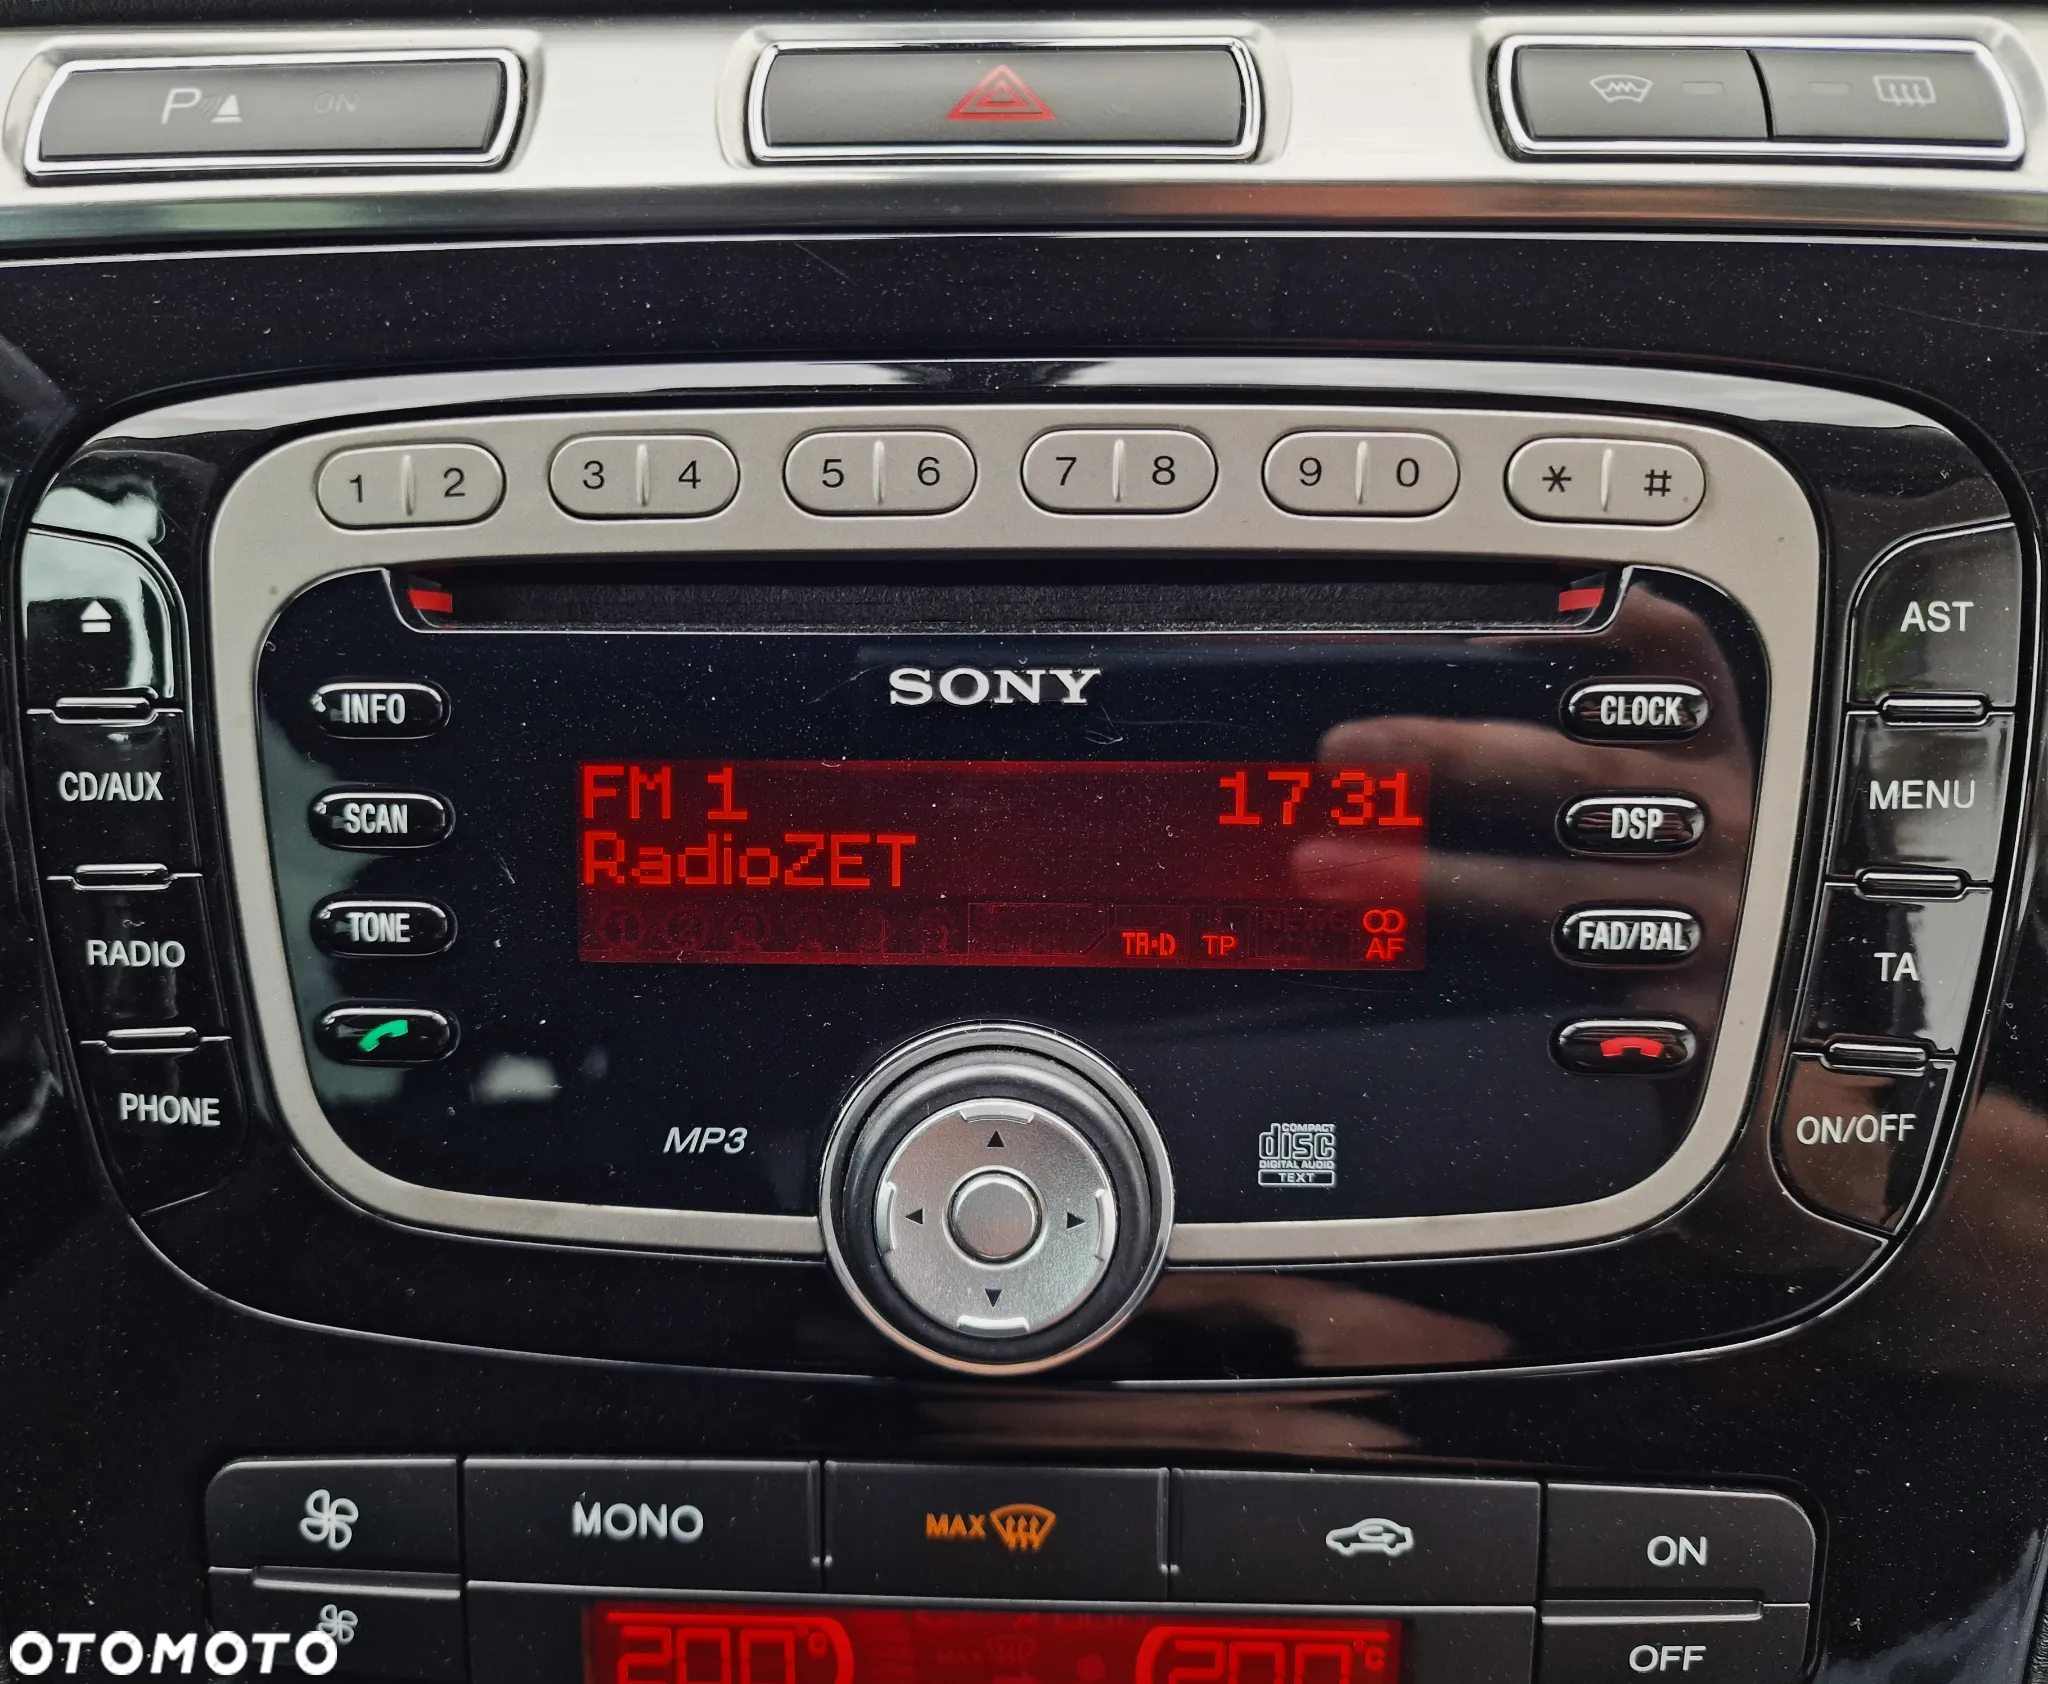 P ON
1 2 3 4 5 6 7 8 9 0 * #
SONY
INFO
SCAN
TONE
CD/AUX
RADIO
PHONE
FM 1 17 31
RadioZET
TA-D TP AF
CLOCK
DSP
FAD/BAL
AST
MENU
TA
ON/OFF
MP3
COMPACT
disc
DIGITAL AUDIO
TEXT
MONO
MAX
ON
OFF
200°C 200°C
OTOMOTO